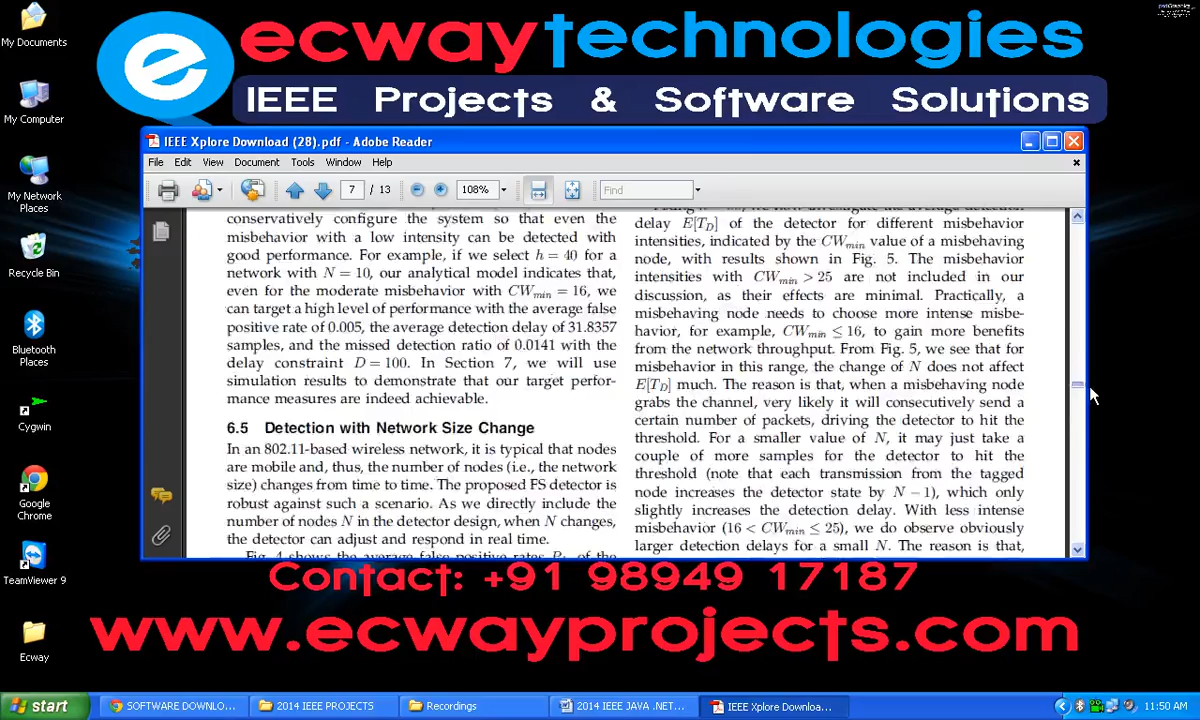 ecwaytechnologies
IEEE Projects & Software Solutions
My Documents
My Computer
My Network
Places
Recycle Bin
Bluetooth
Places
Cygwin
Google
Chrome
TeamViewer 9
Ecway
IEEE Xplore Download (28).pdf - Adobe Reader
File Edit View Document Tools Window Help
7 / 13 108% Find
conservatively configure the system so that even the
misbehavior with a low intensity can be detected with
good performance. For example, if we select h = 40 for a
network with N = 10, our analytical model indicates that,
even for the moderate misbehavior with CWmin = 16, we
can target a high level of performance with the average false
positive rate of 0.005, the average detection delay of 31.8357
samples, and the missed detection ratio of 0.0141 with the
delay constraint D = 100. In Section 7, we will use
simulation results to demonstrate that our target perfor-
mance measures are indeed achievable.
6.5 Detection with Network Size Change
In an 802.11-based wireless network, it is typical that nodes
are mobile and, thus, the number of nodes (i.e., the network
size) changes from time to time. The proposed FS detector is
robust against such a scenario. As we directly include the
number of nodes N in the detector design, when N changes,
the detector can adjust and respond in real time.
Fig. 4 shows the average false positive rates of the
delay E[TD] of the detector for different misbehavior
intensities, indicated by the CWmin value of a misbehaving
node, with results shown in Fig. 5. The misbehavior
intensities with CWmin > 25 are not included in our
discussion, as their effects are minimal. Practically, a
misbehaving node needs to choose more intense misbe-
havior, for example, CWmin ≤ 16, to gain more benefits
from the network throughput. From Fig. 5, we see that for
misbehavior in this range, the change of N does not affect
E[TD] much. The reason is that, when a misbehaving node
grabs the channel, very likely it will consecutively send a
certain number of packets, driving the detector to hit the
threshold. For a smaller value of N, it may just take a
couple of more samples for the detector to hit the
threshold (note that each transmission from the tagged
node increases the detector state by N − 1), which only
slightly increases the detection delay. With less intense
misbehavior (16 < CWmin ≤ 25), we do observe obviously
larger detection delays for a small N. The reason is that,
Contact: +91 98949 17187
www.ecwayprojects.com
start
SOFTWARE DOWNLO...
2014 IEEE PROJECTS
Recordings
2014 IEEE JAVA .NET...
IEEE Xplore Downloa...
11:50 AM